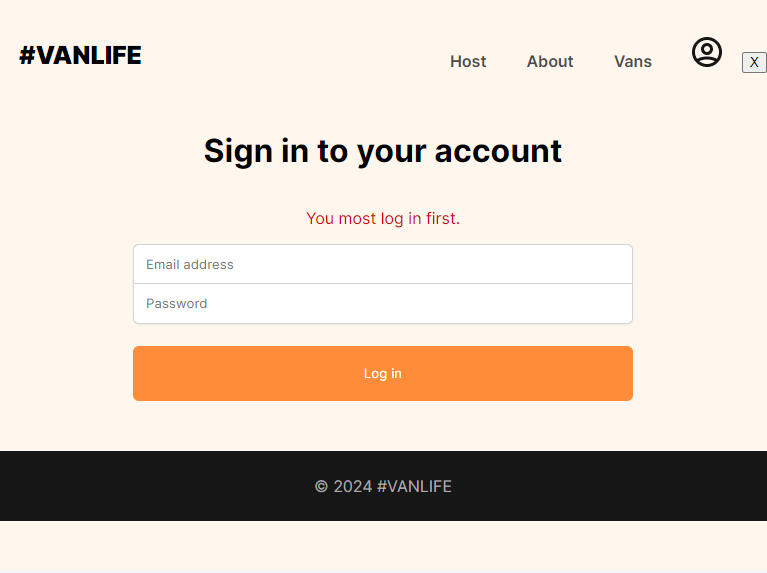 #VANLIFE
Host
About
Vans
X
Sign in to your account
You most log in first.
Email address
Password
Log in
© 2024 #VANLIFE